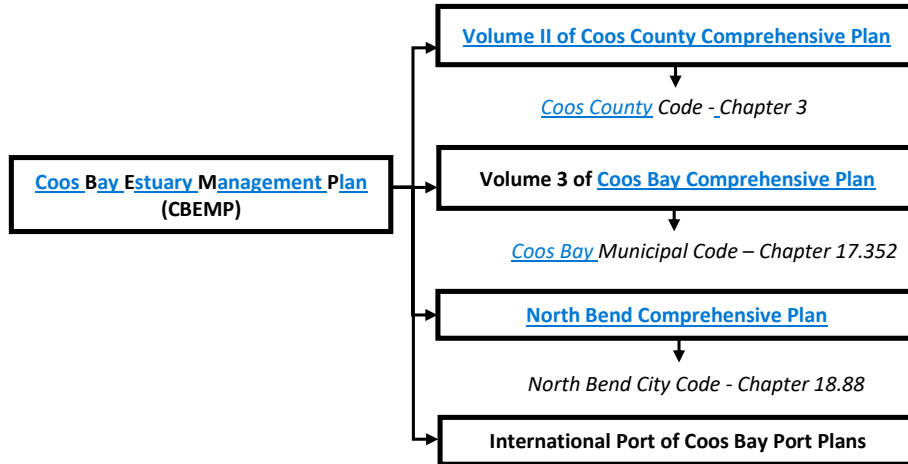 Volume II of Coos County Comprehensive Plan
Coos County Code - Chapter 3
Coos Bay Estuary Management Plan
(CBEMP)
Volume 3 of Coos Bay Comprehensive Plan
Coos Bay Municipal Code – Chapter 17.352
North Bend Comprehensive Plan
North Bend City Code - Chapter 18.88
International Port of Coos Bay Port Plans